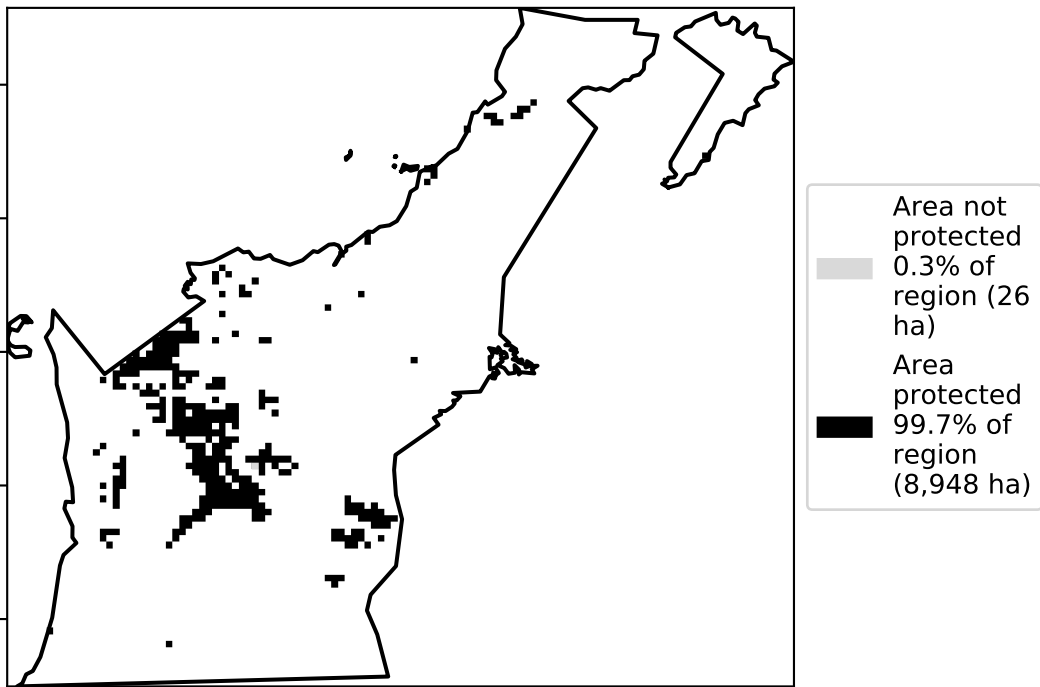 Area not
protected
0.3% of
region (26
ha)
Area
protected
99.7% of
region
(8,948 ha)